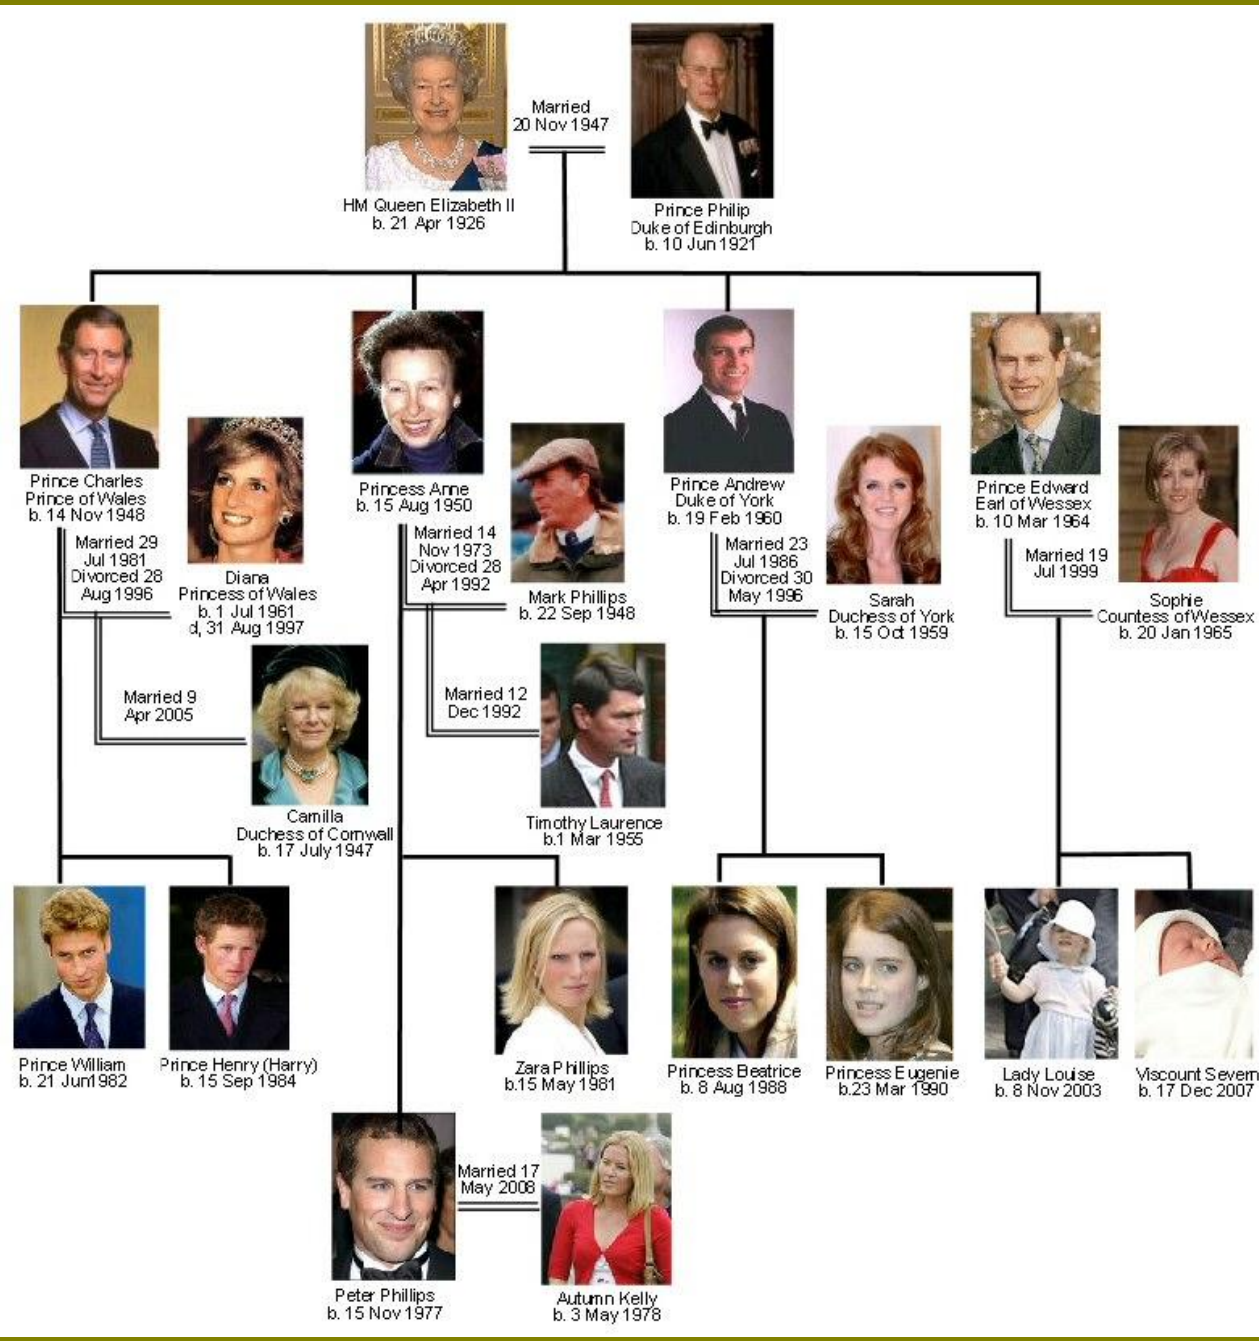 Married
20 Nov 1947
HM Queen Elizabeth II
b. 21 Apr 1926
Prince Philip
Duke of Edinburgh
b. 10 Jun 1921
Prince Charles
Prince of Wales
b. 14 Nov 1948
Married 29
Jul 1981
Divorced 28
Aug 1996
Diana
Princess of Wales
b. 1 Jul 1961
d, 31 Aug 1997
Princess Anne
b. 15 Aug 1950
Married 14
Nov 1973
Divorced 28
Apr 1992
Mark Phillips
b. 22 Sep 1948
Prince Andrew
Duke of York
b. 19 Feb 1960
Married 23
Jul 1986
Divorced 30
May 1996
Sarah
Duchess of York
b. 15 Oct 1959
Prince Edward
Earl of Wessex
b. 10 Mar 1964
Married 19
Jul 1999
Sophie
Countess of Wessex
b. 20 Jan 1965
Married 9
Apr 2005
Camilla
Duchess of Cornwall
b. 17 July 1947
Married 12
Dec 1992
Timothy Laurence
b.1 Mar 1955
Prince William
b. 21 Jun1982
Prince Henry (Harry)
b. 15 Sep 1984
Zara Phillips
b.15 May 1981
Princess Beatrice
b. 8 Aug 1988
Princess Eugenie
b.23 Mar 1990
Lady Louise
b. 8 Nov 2003
Viscount Severn
b. 17 Dec 2007
Married 17
May 2008
Peter Phillips
b. 15 Nov 1977
Autumn Kelly
b. 3 May 1978